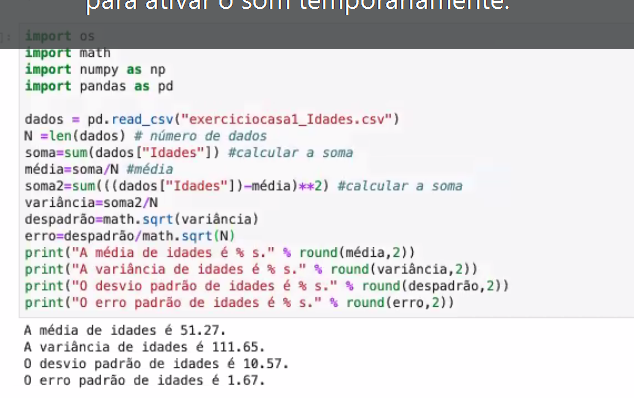 para ativar o som temporariamente.
import os
import math
import numpy as np
import pandas as pd
dados = pd.read_csv("exerciciocasa1_Idades.csv")
N =len(dados) # número de dados
soma=sum(dados["Idades"]) #calcular a soma
média=soma/N #média
soma2=sum(((dados["Idades"])-média)**2) #calcular a soma
variância=soma2/N
despadrão=math.sqrt(variância)
erro=despadrão/math.sqrt(N)
print("A média de idades é % s." % round(média,2))
print("A variância de idades é % s." % round(variância,2))
print("O desvio padrão de idades é % s." % round(despadrão,2))
print("O erro padrão de idades é % s." % round(erro,2))
A média de idades é 51.27.
A variância de idades é 111.65.
O desvio padrão de idades é 10.57.
O erro padrão de idades é 1.67.